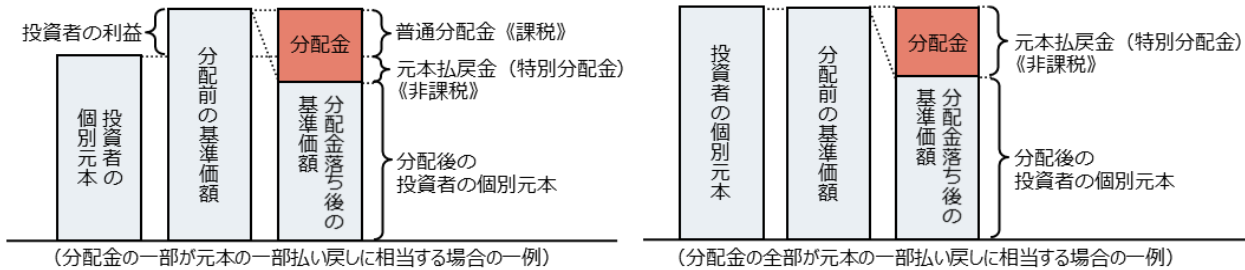 投資者の利益
投資者の
個別元本
分配前の基準価額
分配金
分配金落ち後の
基準価額
普通分配金《課税》
元本払戻金（特別分配金）
《非課税》
分配後の
投資者の個別元本
（分配金の一部が元本の一部払い戻しに相当する場合の一例）
投資者の個別元本
分配前の基準価額
分配金
分配金落ち後の
基準価額
元本払戻金（特別分配金）
《非課税》
分配後の
投資者の個別元本
（分配金の全部が元本の一部払い戻しに相当する場合の一例）